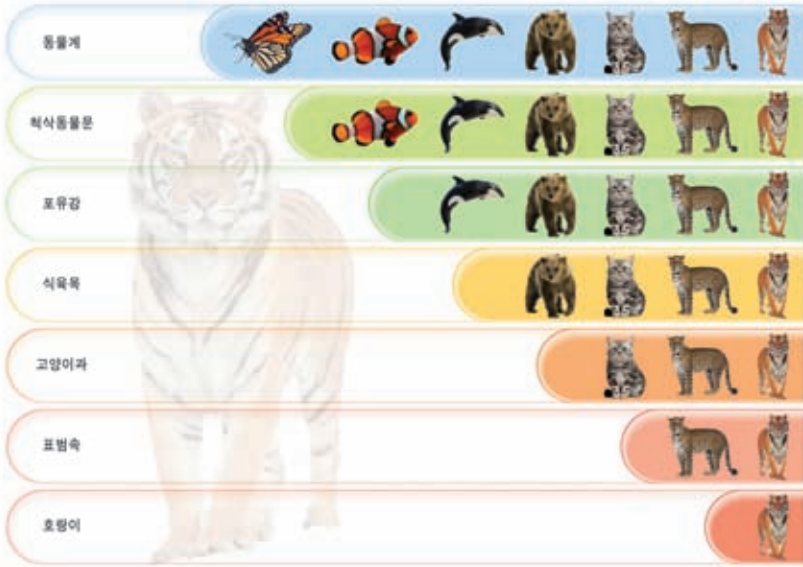 동물계
척삭동물문
포유강
식육목
고양이과
표범속
호랑이